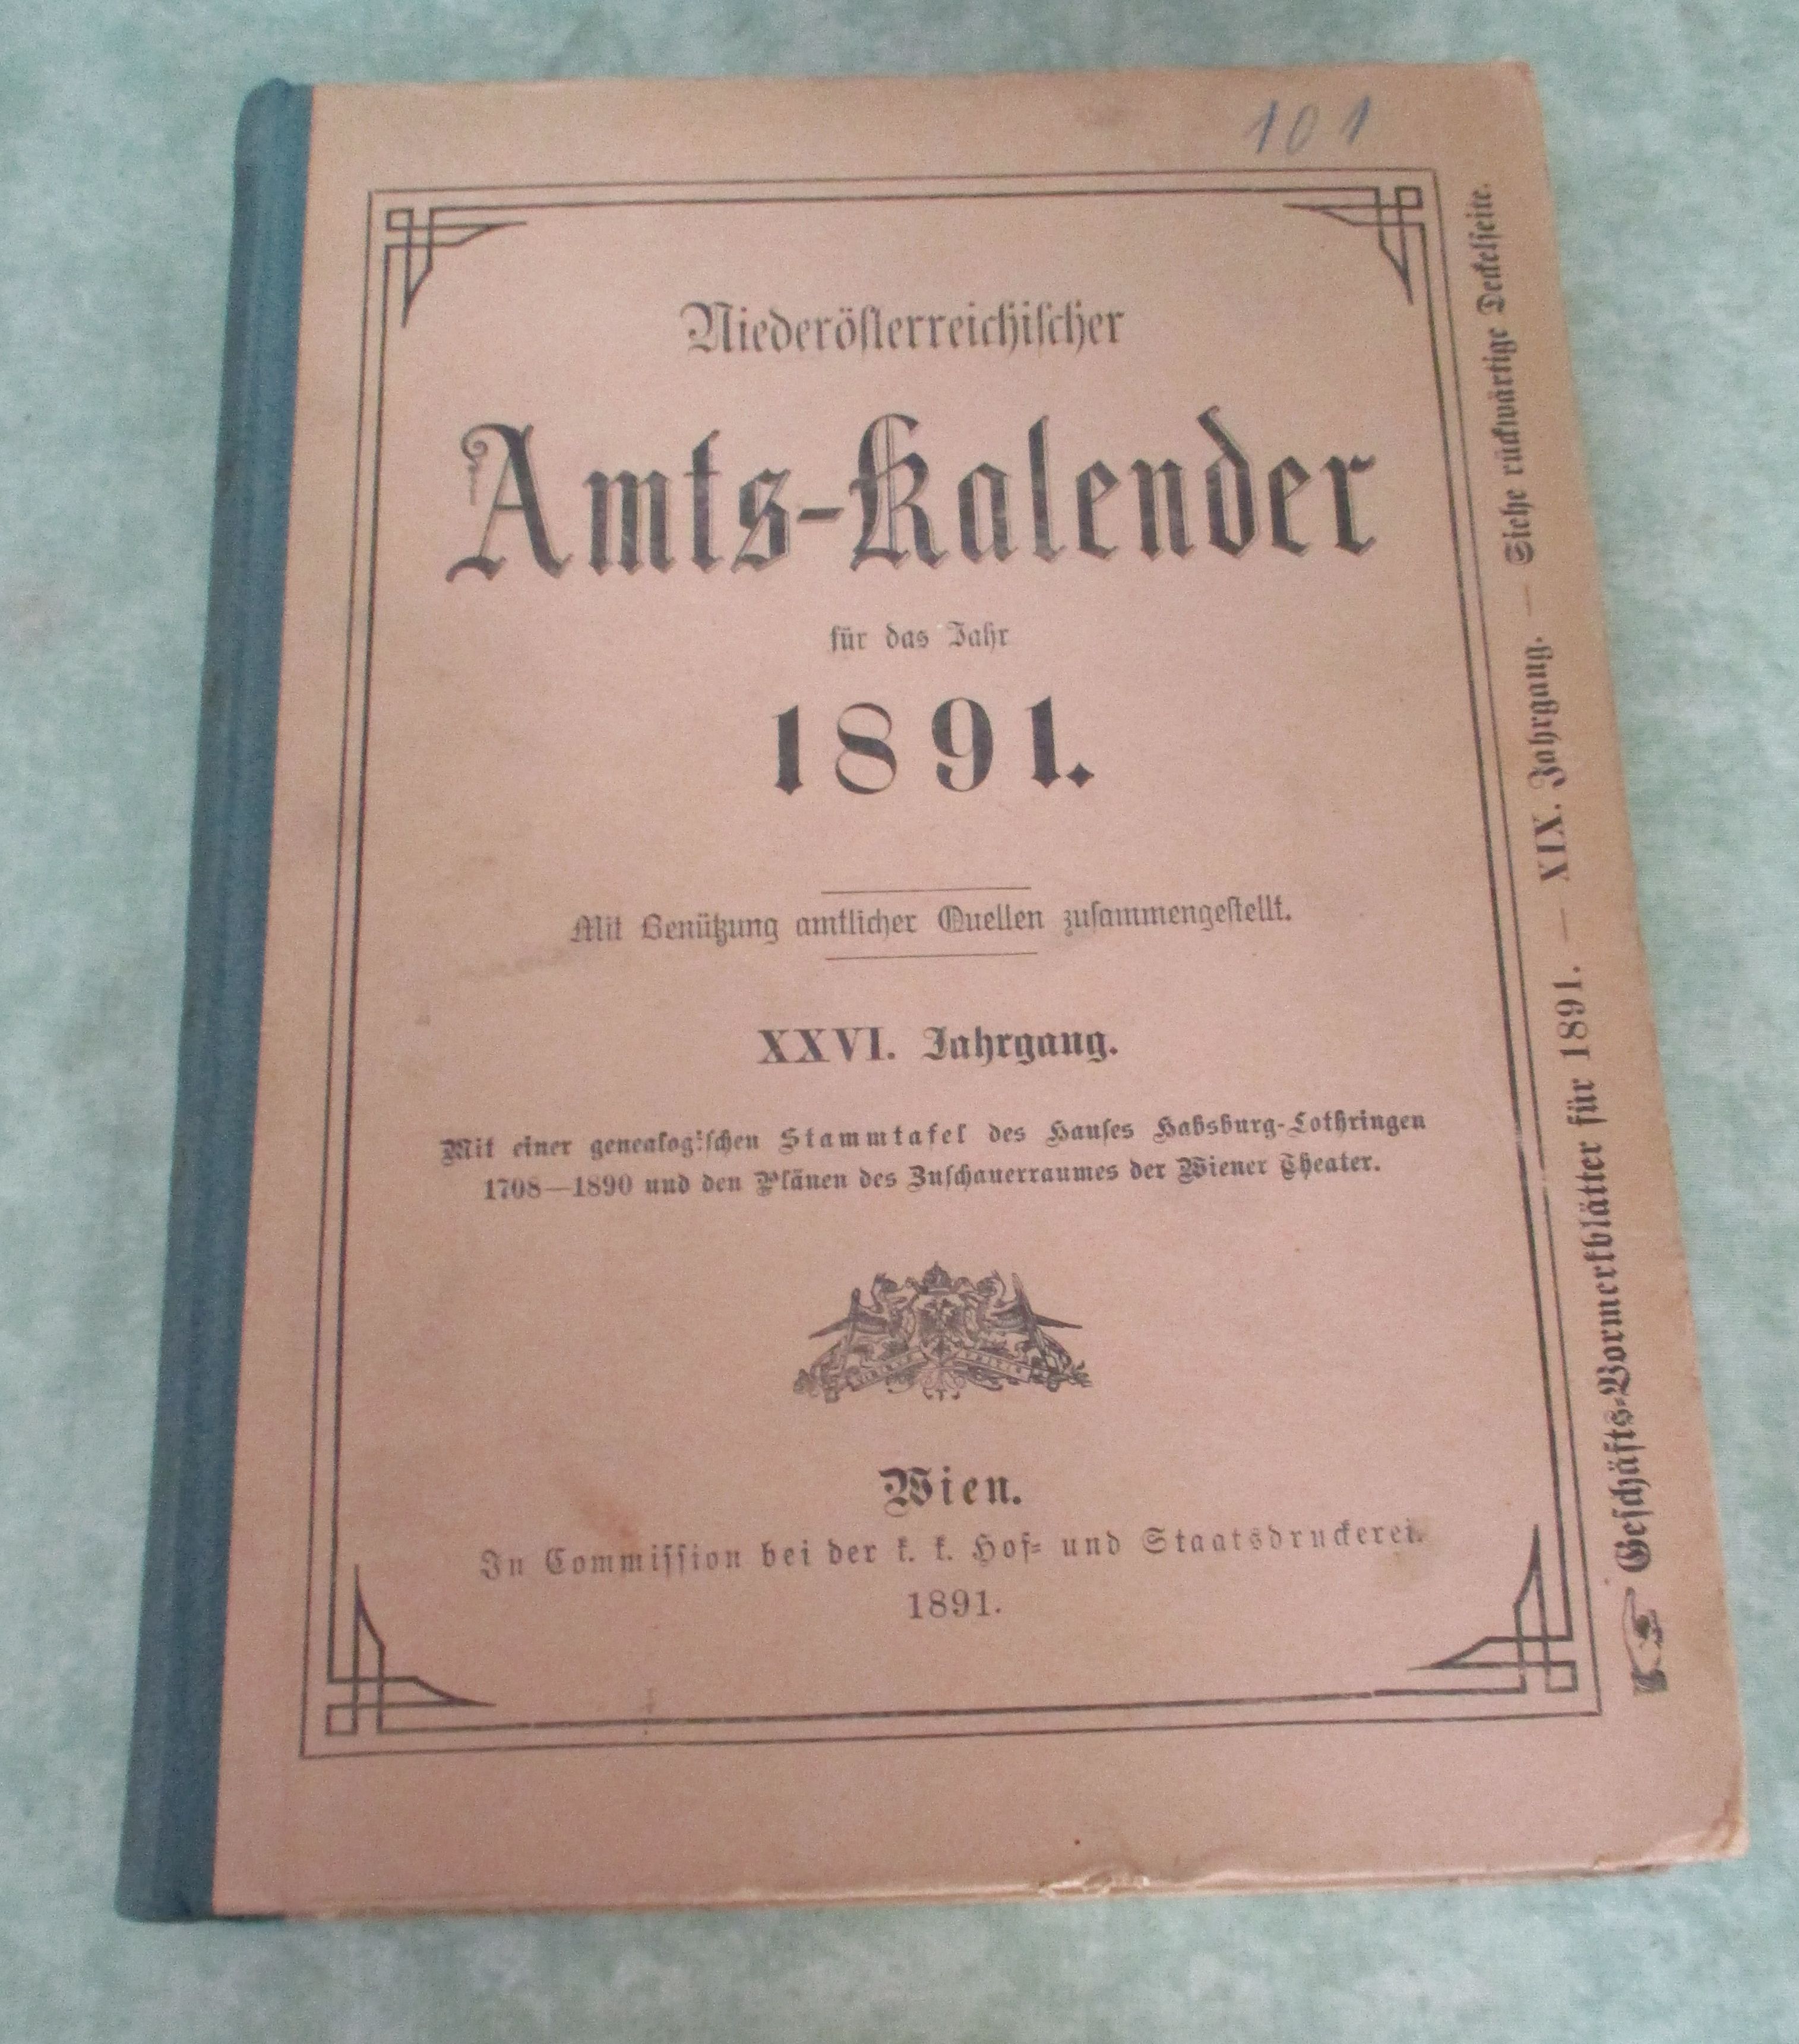 101
Niederösterreichischer
Amts-Kalender
für das Jahr
1891.
Mit Benützung amtlicher Quellen zusammengestellt.
XXVI. Jahrgang.
Mit einer genealogischen Stammtafel des Hauses Habsburg-Lothringen
1708—1890 und den Plänen des Zuschauerraumes der Wiener Theater.
Wien.
In Commission bei der k. k. Hof- und Staatsdruckerei.
1891.
☞ Geschäfts-Vormerkblätter für 1891. — XIX. Jahrgang. — Siehe rückwärtige Deckelseite.